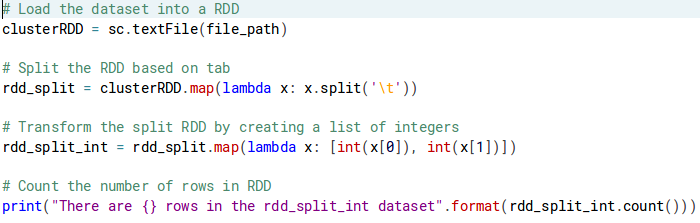 # Load the dataset into a RDD
clusterRDD = sc.textFile(file_path)
# Split the RDD based on tab
rdd_split = clusterRDD.map(lambda x: x.split('\t'))
# Transform the split RDD by creating a list of integers
rdd_split_int = rdd_split.map(lambda x: [int(x[0]), int(x[1])])
# Count the number of rows in RDD
print("There are {} rows in the rdd_split_int dataset".format(rdd_split_int.count()))